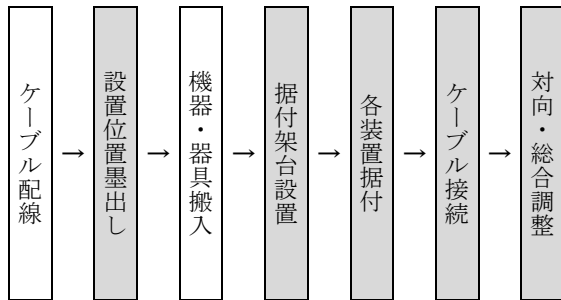 ケーブル配線
→
設置位置墨出し
→
機器・器具搬入
→
据付架台設置
→
各装置据付
→
ケーブル接続
→
対向・総合調整